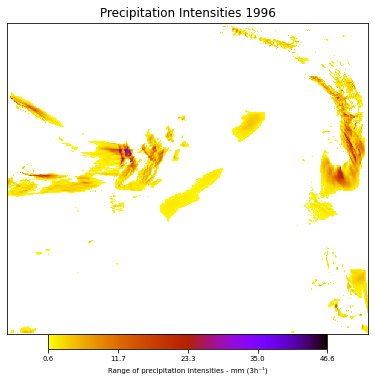 Precipitation Intensities 1996
0.6 11.7 23.3 35.0 46.6
Range of precipitation intensities - mm (3h⁻¹)